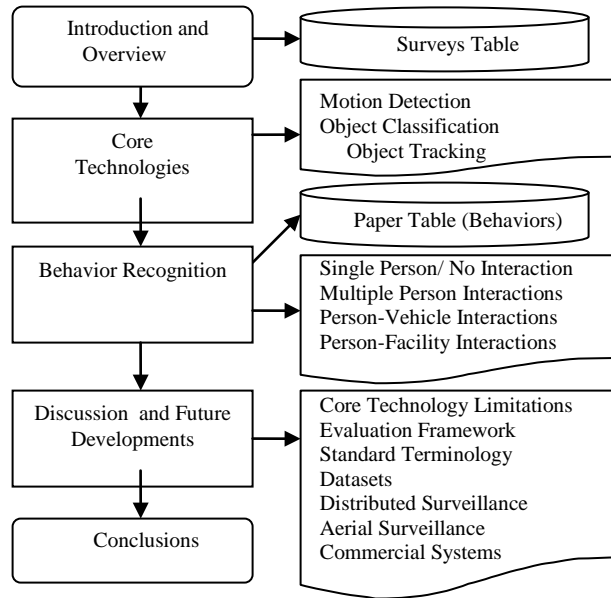 Introduction and
Overview
Surveys Table
Core
Technologies
Motion Detection
Object Classification
Object Tracking
Behavior Recognition
Paper Table (Behaviors)
Single Person/ No Interaction
Multiple Person Interactions
Person-Vehicle Interactions
Person-Facility Interactions
Discussion and Future
Developments
Core Technology Limitations
Evaluation Framework
Standard Terminology
Datasets
Distributed Surveillance
Aerial Surveillance
Commercial Systems
Conclusions